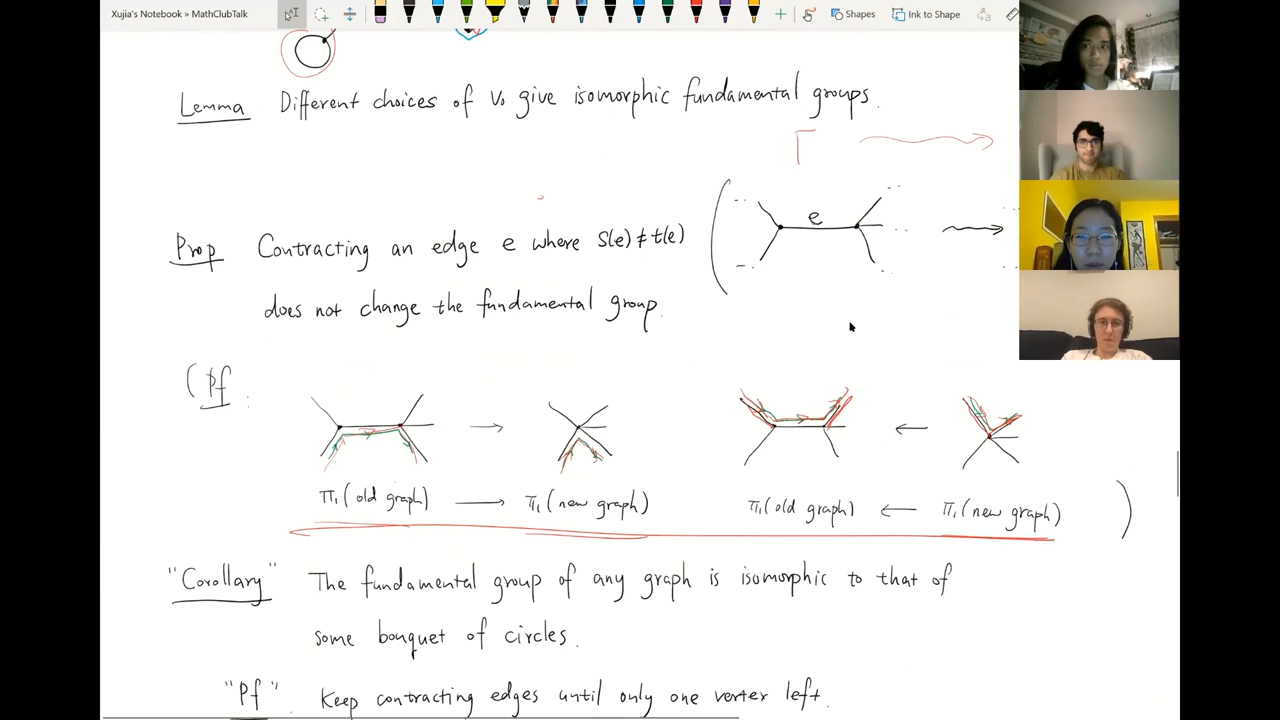 Xujia's Notebook » MathClubTalk
Shapes
Ink to Shape
Lemma Different choices of v₀ give isomorphic fundamental groups.
Γ
e
Prop Contracting an edge e where s(e) ≠ t(e)
does not change the fundamental group.
(Pf:
π₁(old graph) → π₁(new graph) π₁(old graph) ← π₁(new graph) )
"Corollary" The fundamental group of any graph is isomorphic to that of
some bouquet of circles.
"Pf". Keep contracting edges until only one vertex left.